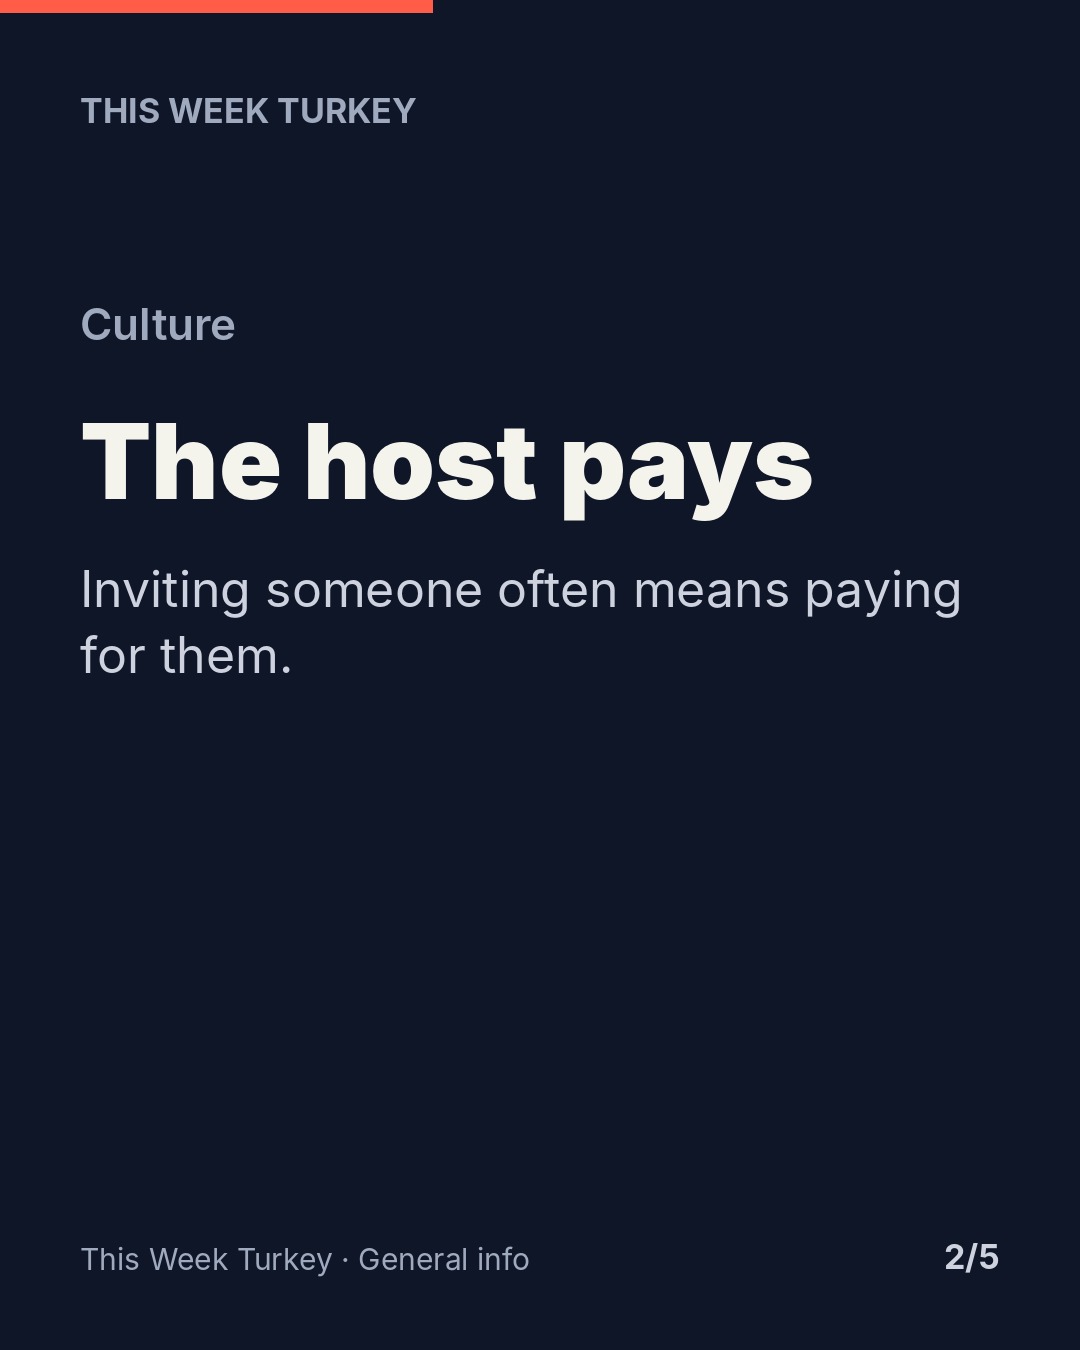 THIS WEEK TURKEY
Culture
The host pays
Inviting someone often means paying
for them.
This Week Turkey · General info
2/5